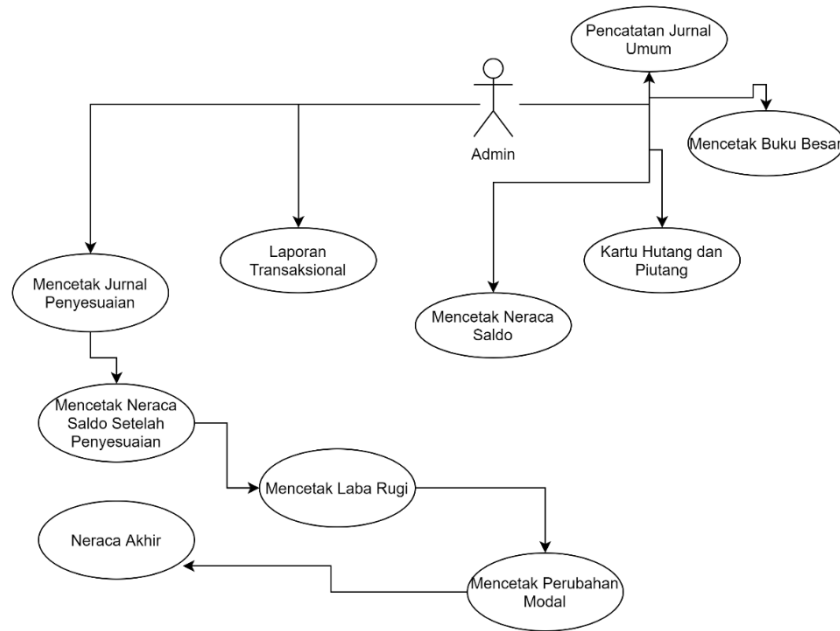 Pencatatan Jurnal
Umum
Admin
Mencetak Buku Besar
Laporan
Transaksional
Kartu Hutang dan
Piutang
Mencetak Jurnal
Penyesuaian
Mencetak Neraca
Saldo
Mencetak Neraca
Saldo Setelah
Penyesuaian
Mencetak Laba Rugi
Neraca Akhir
Mencetak Perubahan
Modal